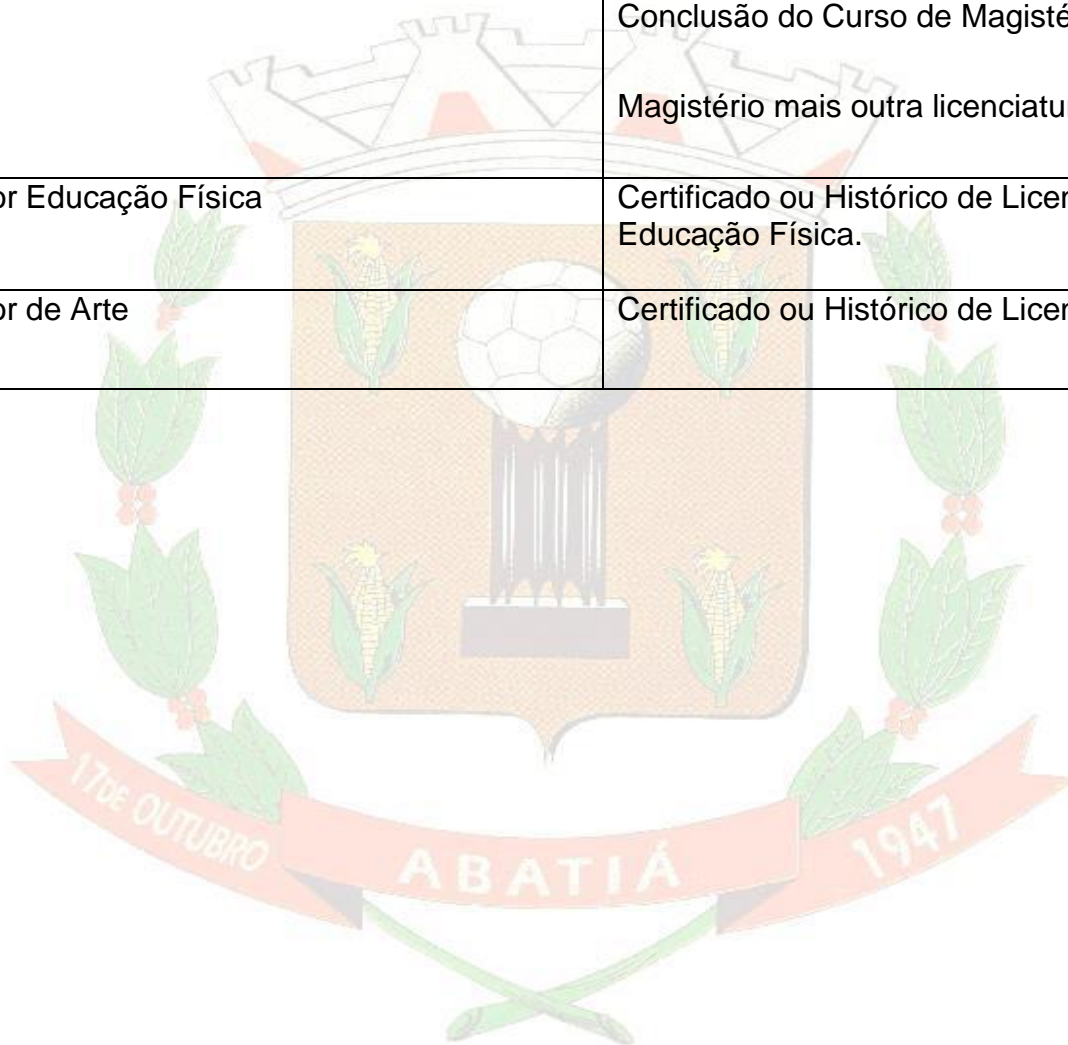 Conclusão do Curso de Magisté
Magistério mais outra licenciatu
or Educação Física
Certificado ou Histórico de Licen
Educação Física.
or de Arte
Certificado ou Histórico de Licen
17 DE OUTUBRO
ABATIÁ
1947